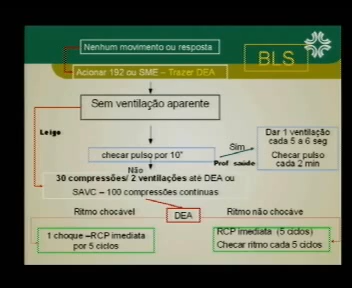 Nenhum movimento ou resposta
BLS
Acionar 192 ou SME – Trazer DEA
Sem ventilação aparente
Leigo
Sim
Dar 1 ventilação
cada 5 a 6 seg
checar pulso por 10"
Prof saúde
Checar pulso
cada 2 min
Não
30 compressões/ 2 ventilações até DEA ou
SAVC – 100 compressões continuas
Ritmo chocável
DEA
Ritmo não chocáve
1 choque –RCP imediata
por 5 ciclos
RCP imediata (5 ciclos)
Checar ritmo cada 5 ciclos